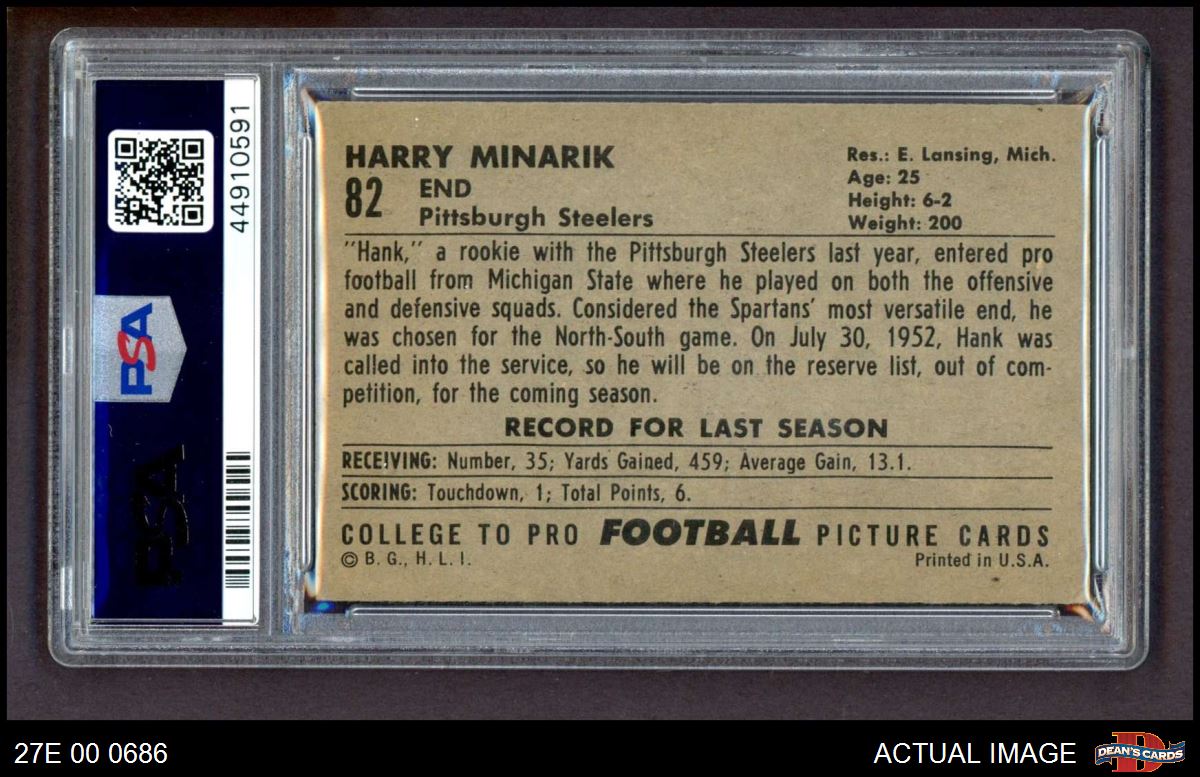 44910591
PSA
PSA
HARRY MINARIK
82
END
Pittsburgh Steelers
Res.: E. Lansing, Mich.
Age: 25
Height: 6-2
Weight: 200
"Hank," a rookie with the Pittsburgh Steelers last year, entered pro
football from Michigan State where he played on both the offensive
and defensive squads. Considered the Spartans' most versatile end, he
was chosen for the North-South game. On July 30, 1952, Hank was
called into the service, so he will be on the reserve list, out of com-
petition, for the coming season.
RECORD FOR LAST SEASON
RECEIVING: Number, 35; Yards Gained, 459; Average Gain, 13.1.
SCORING: Touchdown, 1; Total Points, 6.
COLLEGE TO PRO FOOTBALL PICTURE CARDS
© B. G., H. L. I.
Printed in U.S.A.
27E 00 0686
ACTUAL IMAGE
DEAN'S CARDS